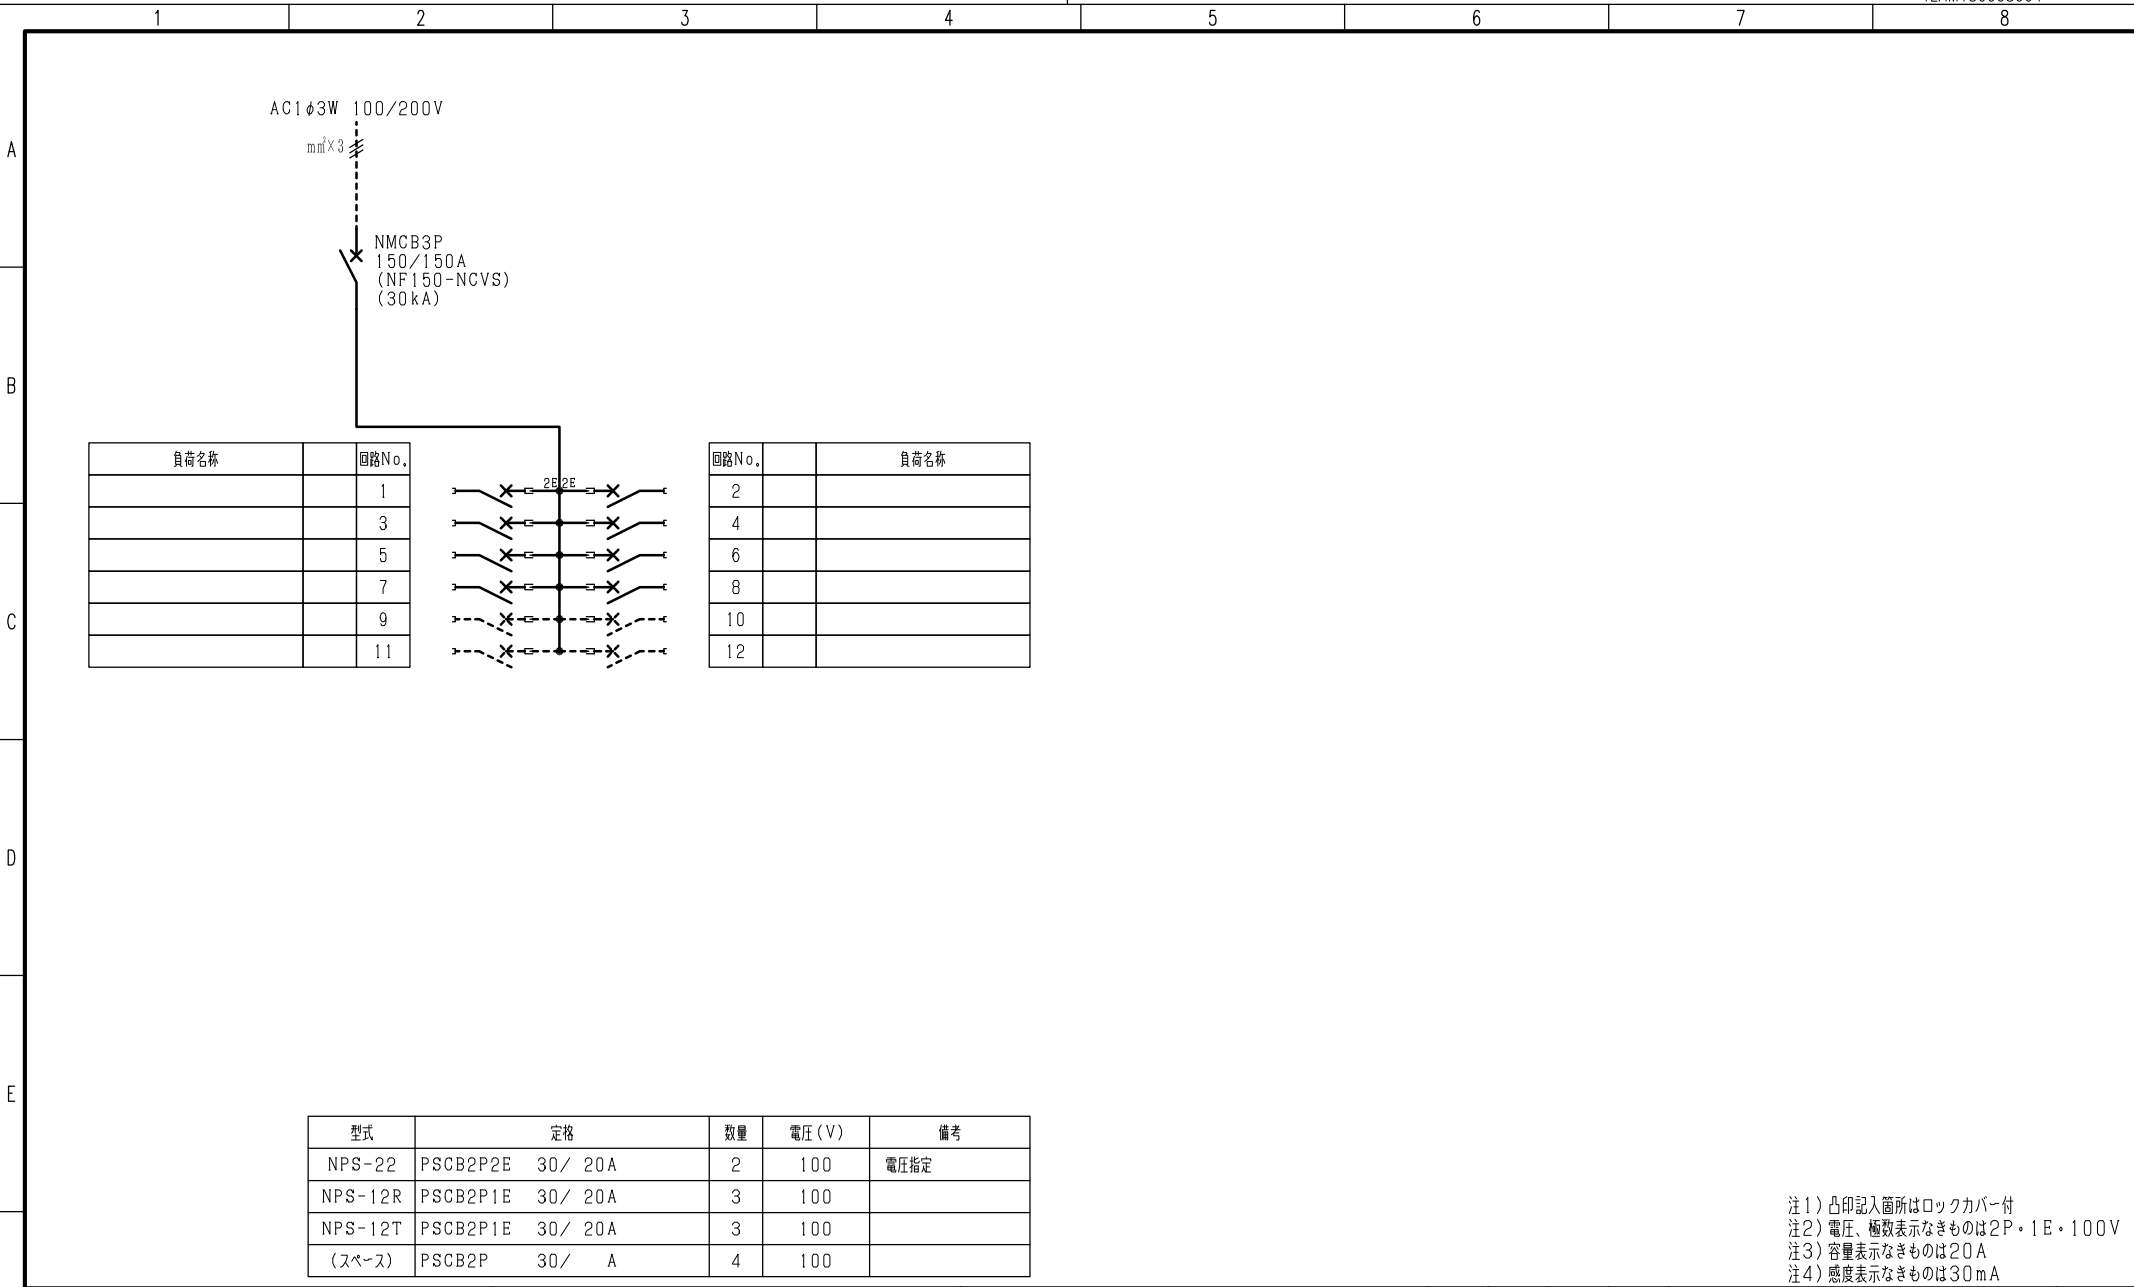 1 2 3 4 5 6 7 8
A
B
C
D
E
AC1φ3W 100/200V
mm²×3
NMCB3P
150/150A
(NF150-NCVS)
(30kA)
負荷名称 回路No.
1
3
5
7
9
11
2E 2E
回路No. 負荷名称
2
4
6
8
10
12
型式 定格 数量 電圧(V) 備考
NPS-22 PSCB2P2E 30/ 20A 2 100 電圧指定
NPS-12R PSCB2P1E 30/ 20A 3 100
NPS-12T PSCB2P1E 30/ 20A 3 100
(スペース) PSCB2P 30/ A 4 100
注1)凸印記入箇所はロックカバー付
注2)電圧、極数表示なきものは2P・1E・100V
注3)容量表示なきものは20A
注4)感度表示なきものは30mA